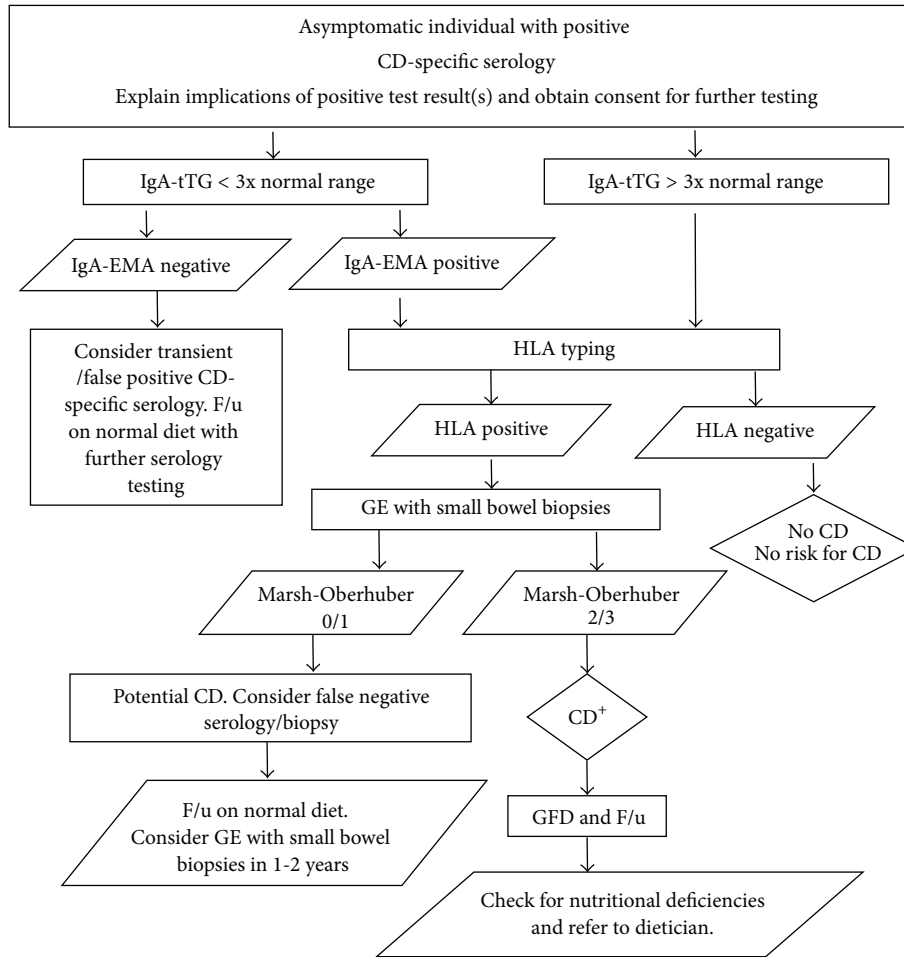 Asymptomatic individual with positive
CD-specific serology
Explain implications of positive test result(s) and obtain consent for further testing
IgA-tTG < 3x normal range
IgA-tTG > 3x normal range
IgA-EMA negative
IgA-EMA positive
Consider transient
/false positive CD-
specific serology. F/u
on normal diet with
further serology
testing
HLA typing
HLA positive
HLA negative
GE with small bowel biopsies
No CD
No risk for CD
Marsh-Oberhuber
0/1
Marsh-Oberhuber
2/3
Potential CD. Consider false negative
serology/biopsy
CD⁺
F/u on normal diet.
Consider GE with small bowel
biopsies in 1-2 years
GFD and F/u
Check for nutritional deficiencies
and refer to dietician.